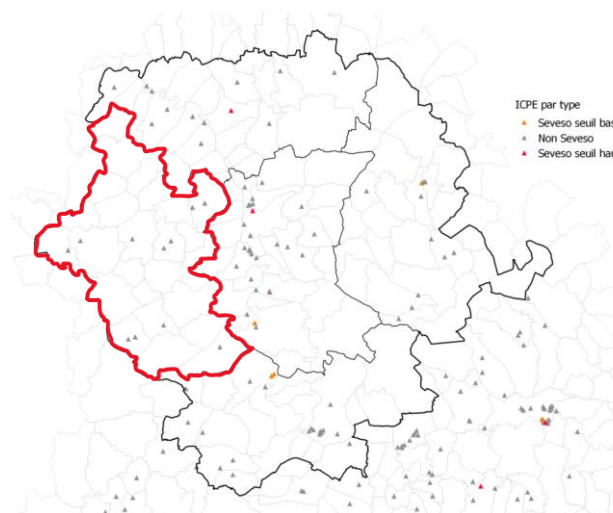 ICPE par type
Seveso seuil bas
Non Seveso
Seveso seuil hau